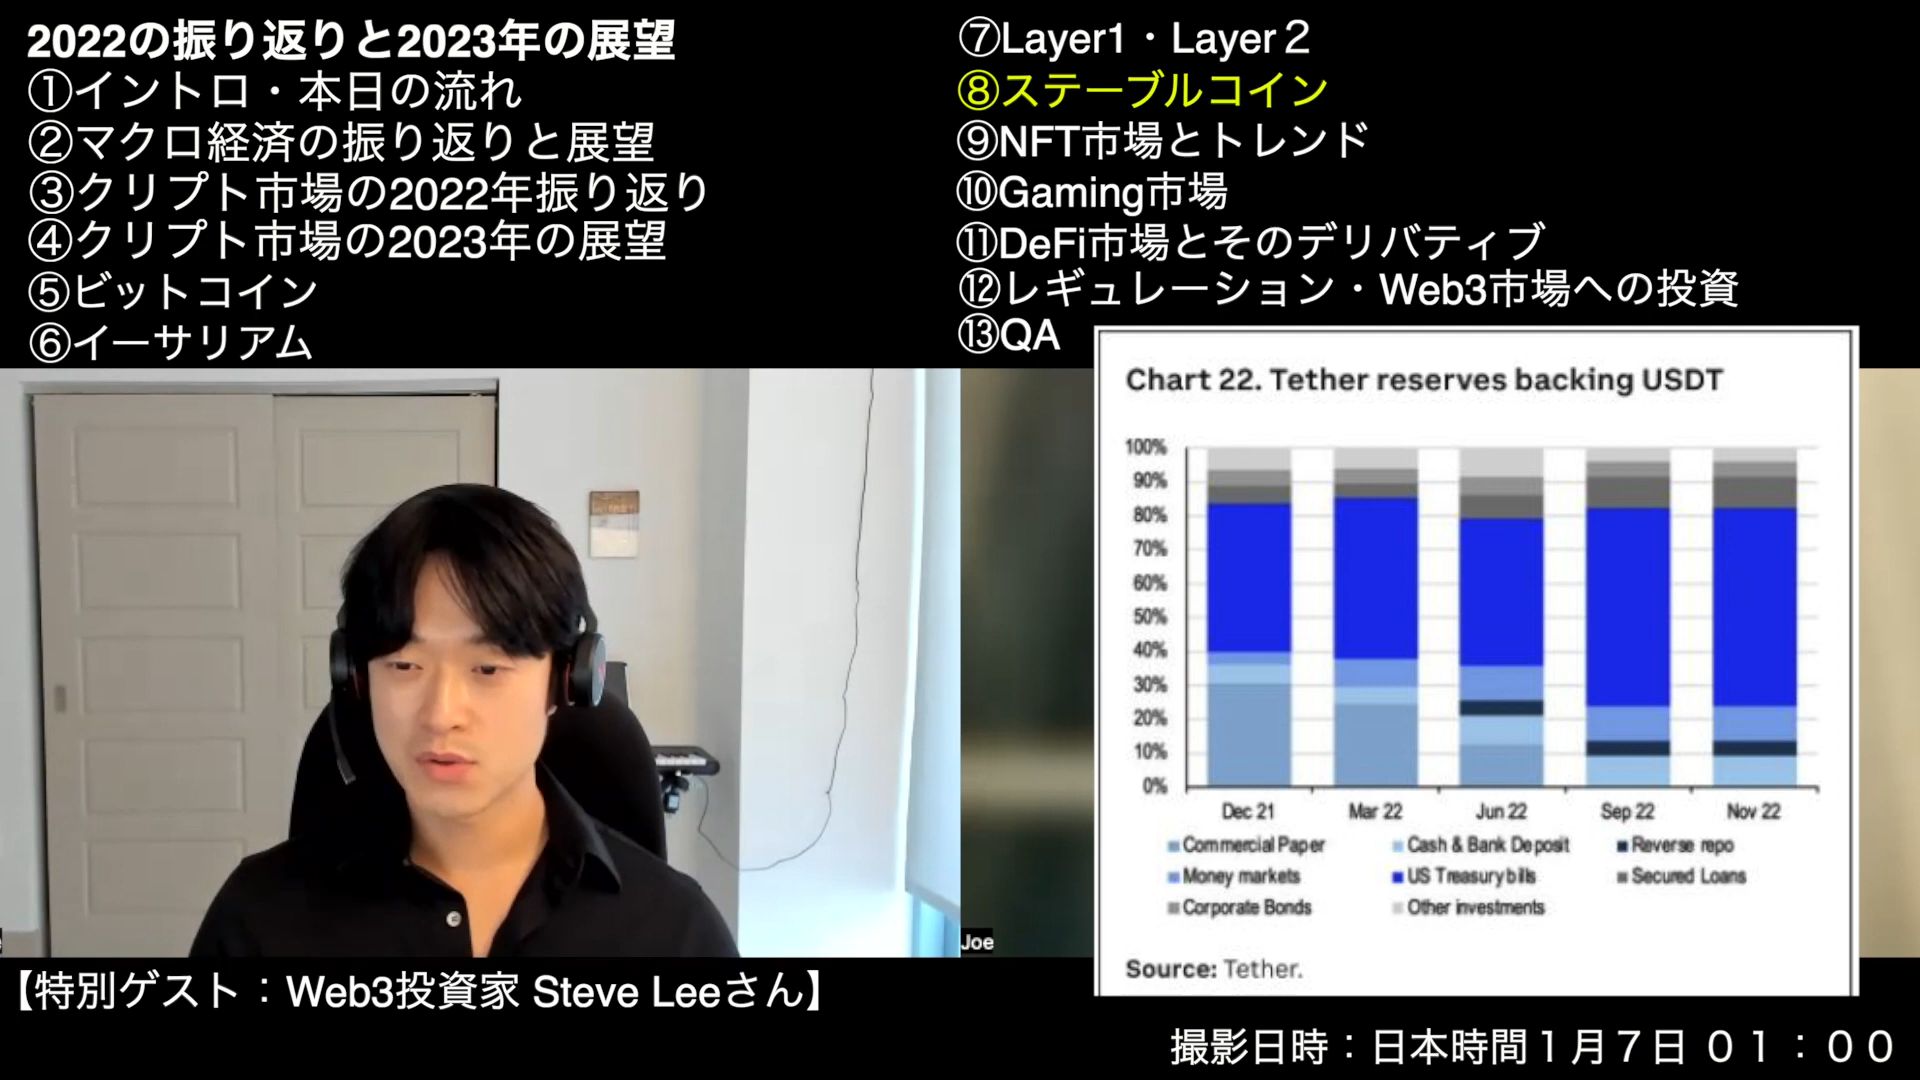 2022の振り返りと2023年の展望
①イントロ・本日の流れ
②マクロ経済の振り返りと展望
③クリプト市場の2022年振り返り
④クリプト市場の2023年の展望
⑤ビットコイン
⑥イーサリアム
⑦Layer1・Layer２
⑧ステーブルコイン
⑨NFT市場とトレンド
⑩Gaming市場
⑪DeFi市場とそのデリバティブ
⑫レギュレーション・Web3市場への投資
⑬QA
Chart 22. Tether reserves backing USDT
100%
90%
80%
70%
60%
50%
40%
30%
20%
10%
0%
Dec 21 Mar 22 Jun 22 Sep 22 Nov 22
Commercial Paper Cash & Bank Deposit Reverse repo
Money markets US Treasury bills Secured Loans
Corporate Bonds Other investments
Source: Tether.
Joe
【特別ゲスト：Web3投資家 Steve Leeさん】
撮影日時：日本時間１月７日 ０１：００